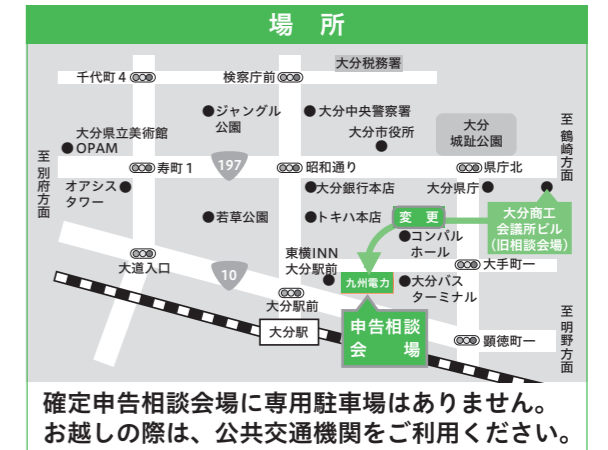 場所
大分税務署
千代町4
検察庁前
●ジャングル
公園
●大分中央警察署
大分市役所
●
大分
城趾公園
至鶴崎方面
大分県立美術館
●OPAM
至別府方面
寿町1
197
昭和通り
県庁北
オアシス●
タワー
●大分銀行本店
大分県庁●
●若草公園
●トキハ本店
変更
大分商工
会議所ビル
(旧相談会場)
●コンパル
ホール
大道入口
10
東横INN
大分駅前●
大手町一
九州電力
●大分バス
ターミナル
大分駅前
大分駅
申告相談
会場
顕徳町一
至明野方面
確定申告相談会場に専用駐車場はありません。
お越しの際は、公共交通機関をご利用ください。